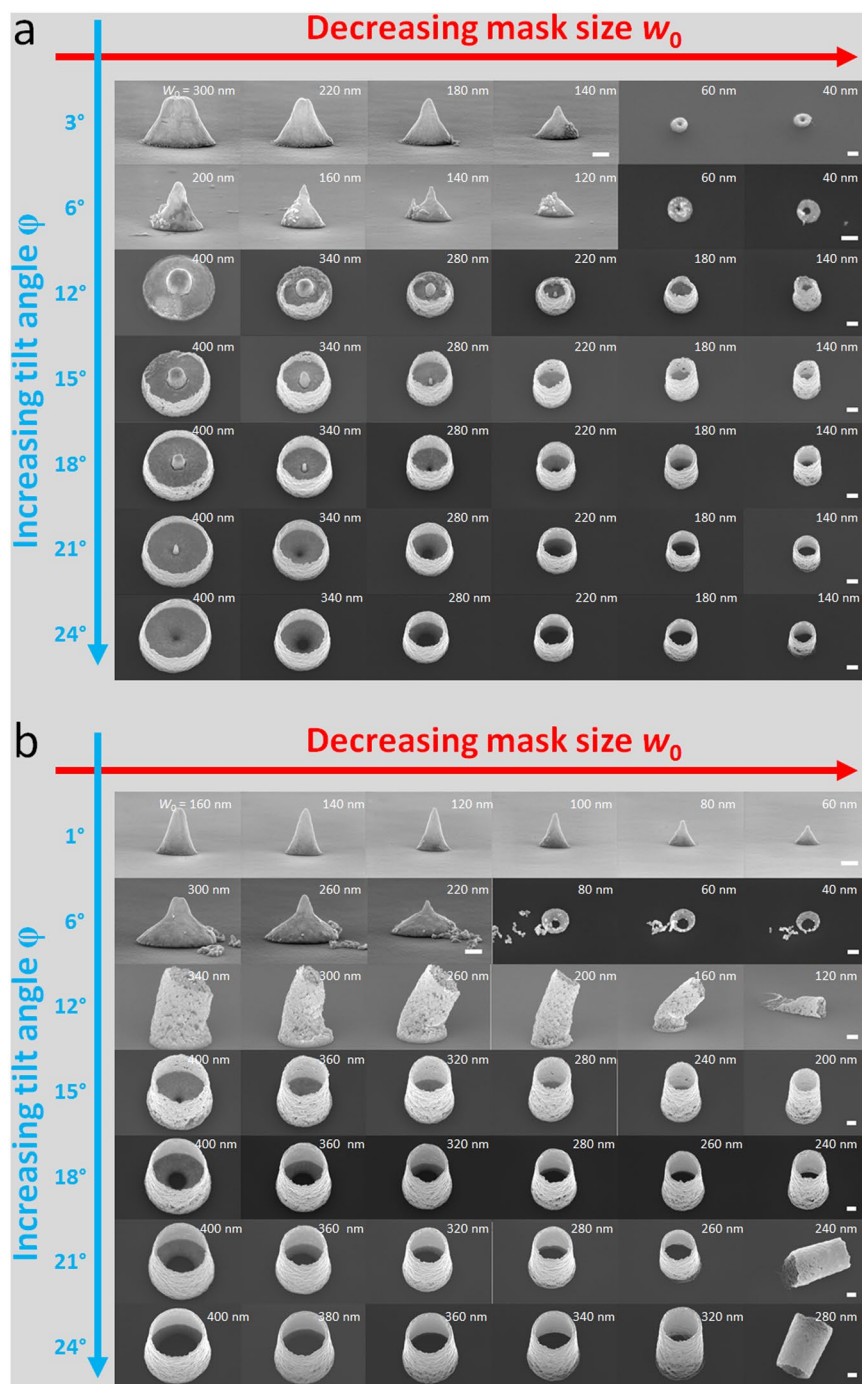 a
Decreasing mask size w₀
Increasing tilt angle φ
3°
W₀ = 300 nm
220 nm
180 nm
140 nm
60 nm
40 nm
6°
200 nm
160 nm
140 nm
120 nm
60 nm
40 nm
12°
400 nm
340 nm
280 nm
220 nm
180 nm
140 nm
15°
400 nm
340 nm
280 nm
220 nm
180 nm
140 nm
18°
400 nm
340 nm
280 nm
220 nm
180 nm
140 nm
21°
400 nm
340 nm
280 nm
220 nm
180 nm
140 nm
24°
400 nm
340 nm
280 nm
220 nm
180 nm
140 nm
b
Decreasing mask size w₀
Increasing tilt angle φ
1°
W₀ = 160 nm
140 nm
120 nm
100 nm
80 nm
60 nm
6°
300 nm
260 nm
220 nm
80 nm
60 nm
40 nm
12°
340 nm
300 nm
260 nm
200 nm
160 nm
120 nm
15°
400 nm
360 nm
320 nm
280 nm
240 nm
200 nm
18°
400 nm
360 nm
320 nm
280 nm
260 nm
240 nm
21°
400 nm
360 nm
320 nm
280 nm
260 nm
240 nm
24°
400 nm
380 nm
360 nm
340 nm
320 nm
280 nm